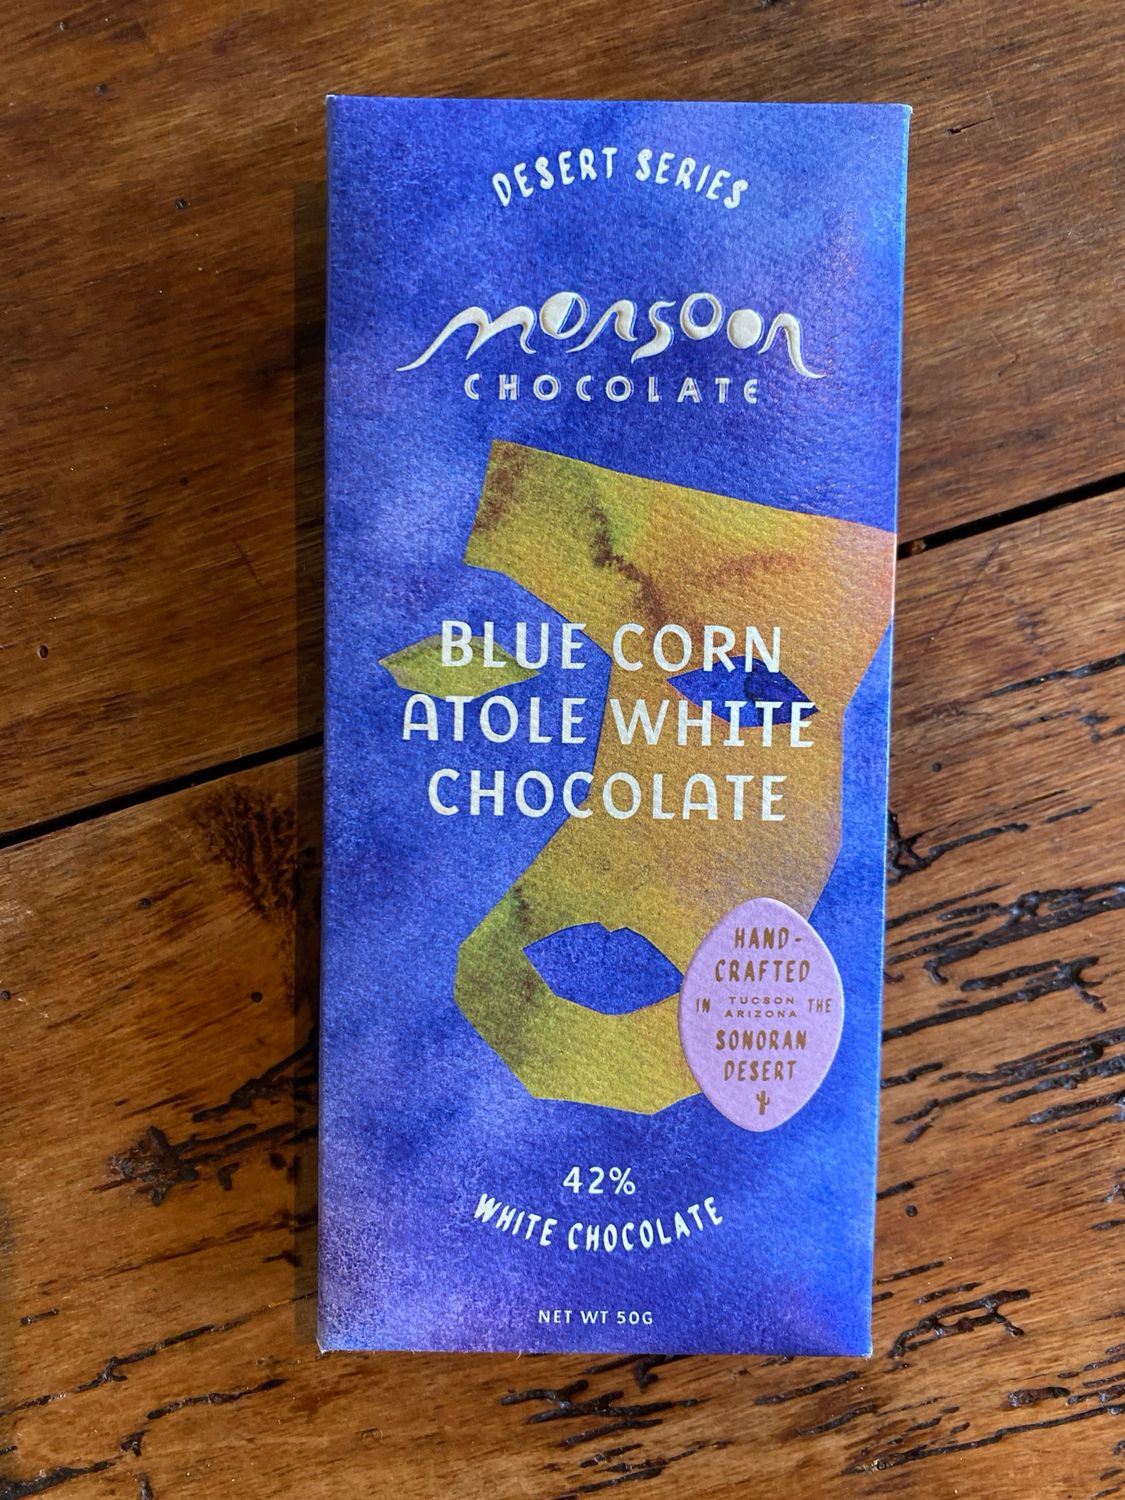 DESERT SERIES
monsoon
CHOCOLATE
BLUE CORN
ATOLE WHITE
CHOCOLATE
HAND-
CRAFTED
IN TUCSON ARIZONA THE
SONORAN
DESERT
42%
WHITE CHOCOLATE
NET WT 50G